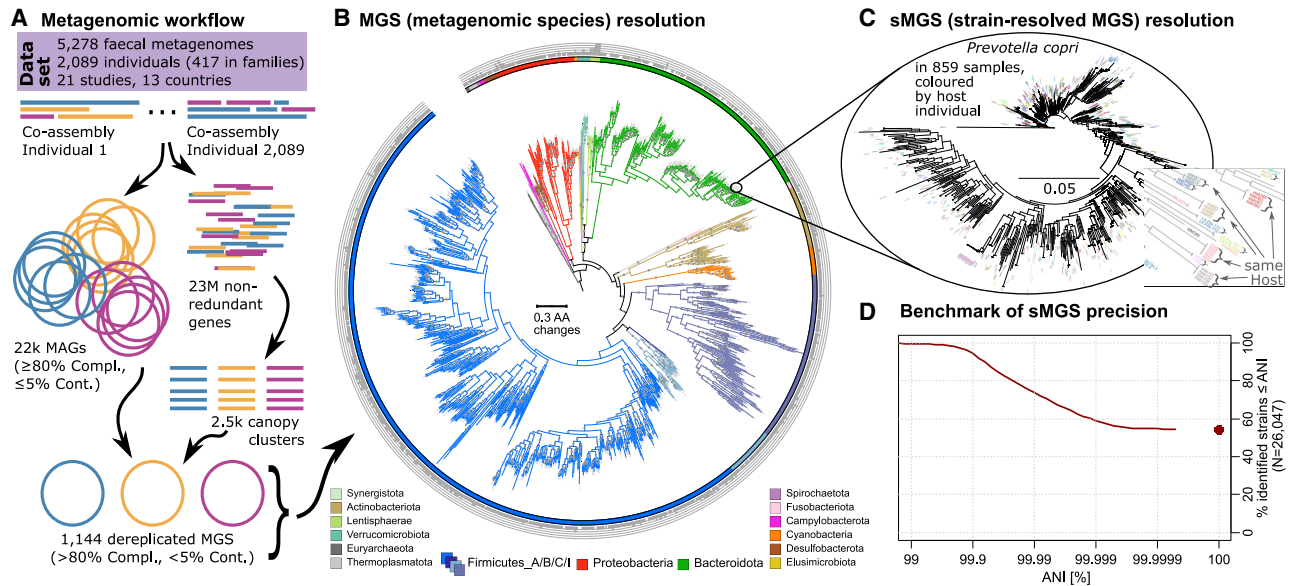 A Metagenomic workflow
Data set
5,278 faecal metagenomes
2,089 individuals (417 in families)
21 studies, 13 countries
...
Co-assembly
Individual 1
Co-assembly
Individual 2,089
23M non-
redundant
genes
22k MAGs
(≥80% Compl.,
≤5% Cont.)
2.5k canopy
clusters
1,144 dereplicated MGS
(>80% Compl., <5% Cont.)
B MGS (metagenomic species) resolution
0.3 AA
changes
Synergistota
Actinobacteriota
Lentisphaerae
Verrucomicrobiota
Euryarchaeota
Thermoplasmatota
Firmicutes_A/B/C/I
Proteobacteria
Bacteroidota
Spirochaetota
Fusobacteriota
Campylobacterota
Cyanobacteria
Desulfobacterota
Elusimicrobiota
C sMGS (strain-resolved MGS) resolution
Prevotella copri
in 859 samples,
coloured
by host
individual
0.05
same
Host
D Benchmark of sMGS precision
100
80
60
40
20
0
% identified strains ≤ ANI
(N=26,047)
99 99.9 99.99 99.999 99.9999 100
ANI [%]